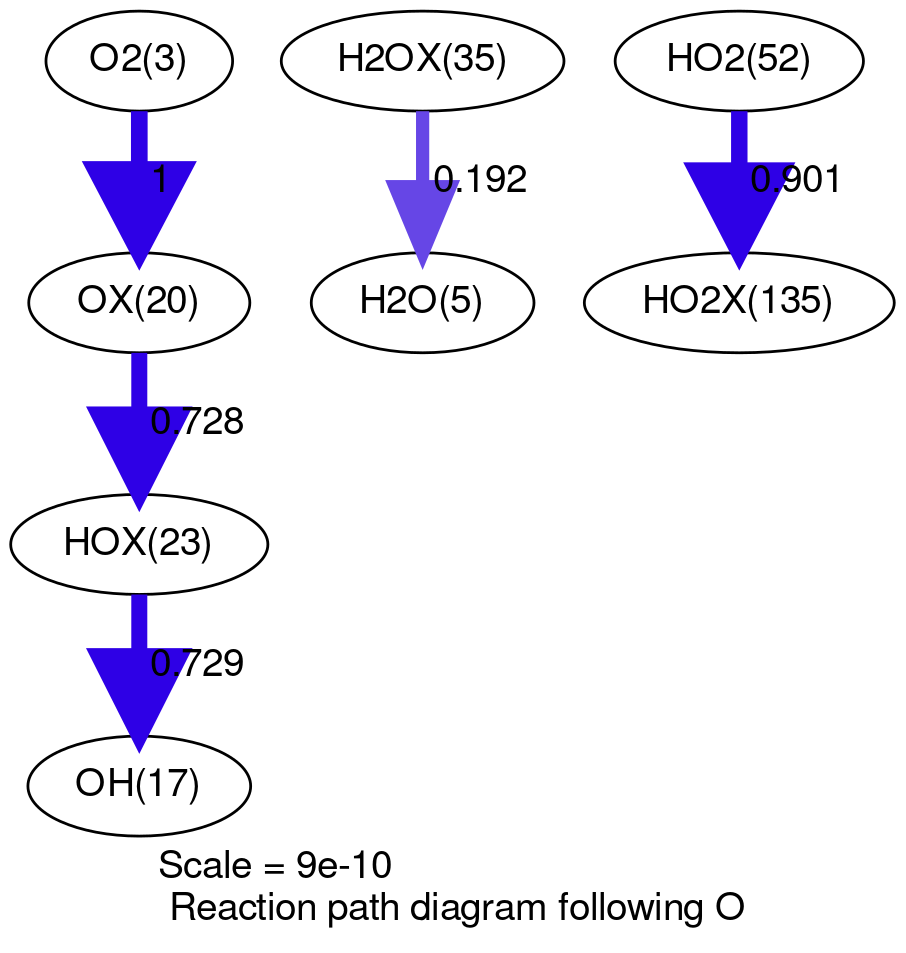 O2(3)
H2OX(35)
HO2(52)
1
0.192
0.901
OX(20)
H2O(5)
HO2X(135)
0.728
HOX(23)
0.729
OH(17)
Scale = 9e-10
Reaction path diagram following O